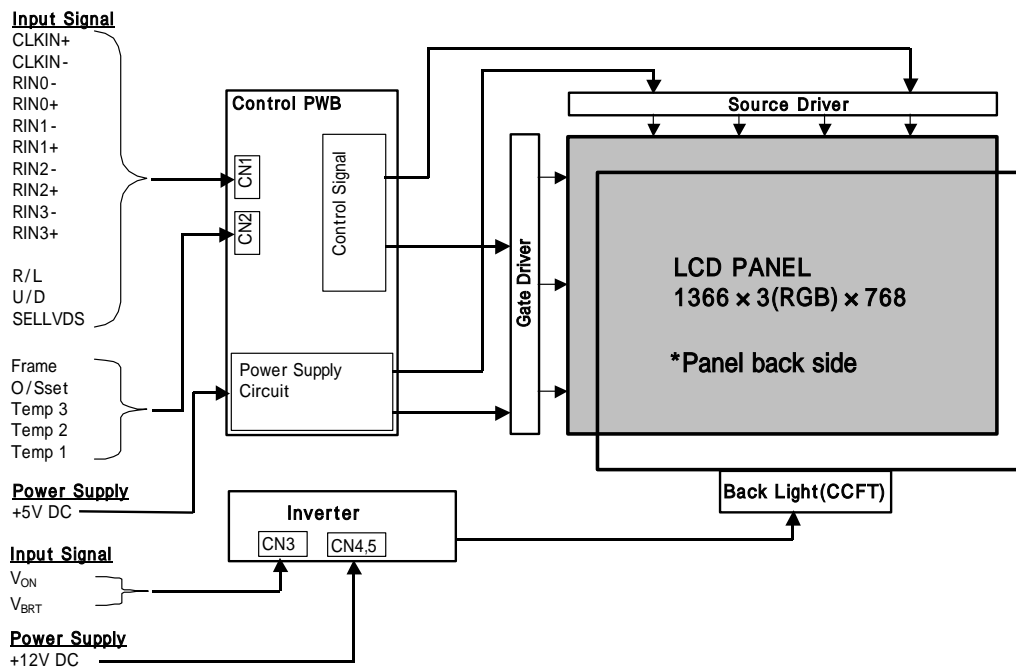 Input Signal
CLKIN+
CLKIN-
RIN0-
RIN0+
RIN1-
RIN1+
RIN2-
RIN2+
RIN3-
RIN3+
R/L
U/D
SELLVDS
Frame
O/Sset
Temp 3
Temp 2
Temp 1
Power Supply
+5V DC
Input Signal
VON
VBRT
Power Supply
+12V DC
Control PWB
CN1
CN2
Control Signal
Power Supply
Circuit
Inverter
CN3
CN4,5
Source Driver
Gate Driver
LCD PANEL
1366 × 3(RGB) × 768
*Panel back side
Back Light(CCFT)